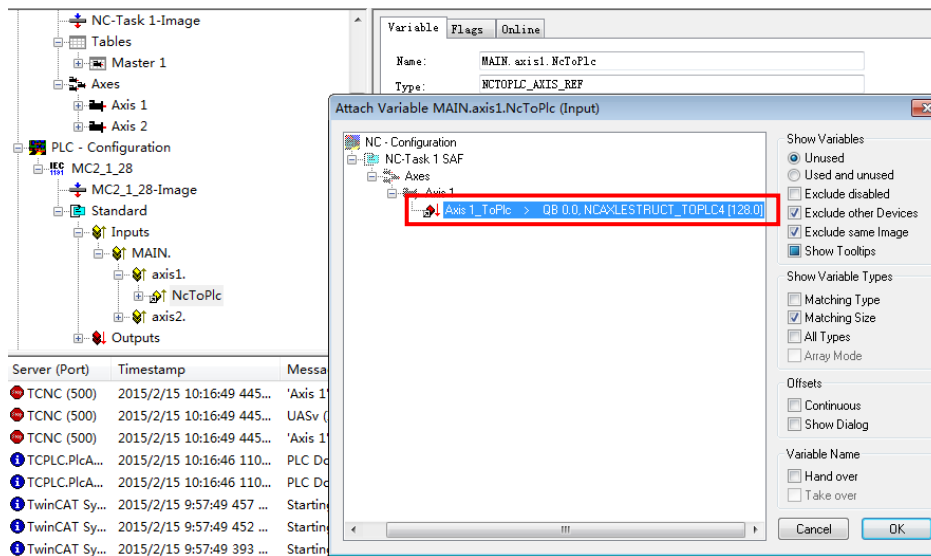 NC-Task 1-Image
Tables
Master 1
Axes
Axis 1
Axis 2
PLC - Configuration
MC2_1_28
MC2_1_28-Image
Standard
Inputs
MAIN.
axis1.
NcToPlc
axis2.
Outputs
Variable Flags Online
Name: MAIN.axis1.NcToPlc
Type: NCTOPLC_AXIS_REF
Attach Variable MAIN.axis1.NcToPlc (Input)
NC - Configuration
NC-Task 1 SAF
Axes
Axis 1
Axis 1_ToPlc > QB 0.0, NCAXLESTRUCT_TOPLC4 [128.0]
Show Variables
Unused
Used and unused
Exclude disabled
Exclude other Devices
Exclude same Image
Show Tooltips
Show Variable Types
Matching Type
Matching Size
All Types
Array Mode
Offsets
Continuous
Show Dialog
Variable Name
Hand over
Take over
Cancel OK
Server (Port) Timestamp Messa
TCNC (500) 2015/2/15 10:16:49 445... 'Axis 1'
TCNC (500) 2015/2/15 10:16:49 445... UASv (
TCNC (500) 2015/2/15 10:16:49 445... 'Axis 1'
TCPLC.PlcA... 2015/2/15 10:16:46 110... PLC Do
TCPLC.PlcA... 2015/2/15 10:16:46 110... PLC Do
TwinCAT Sy... 2015/2/15 9:57:49 457 ... Starting
TwinCAT Sy... 2015/2/15 9:57:49 452 ... Starting
TwinCAT Sy... 2015/2/15 9:57:49 393 ... Starting